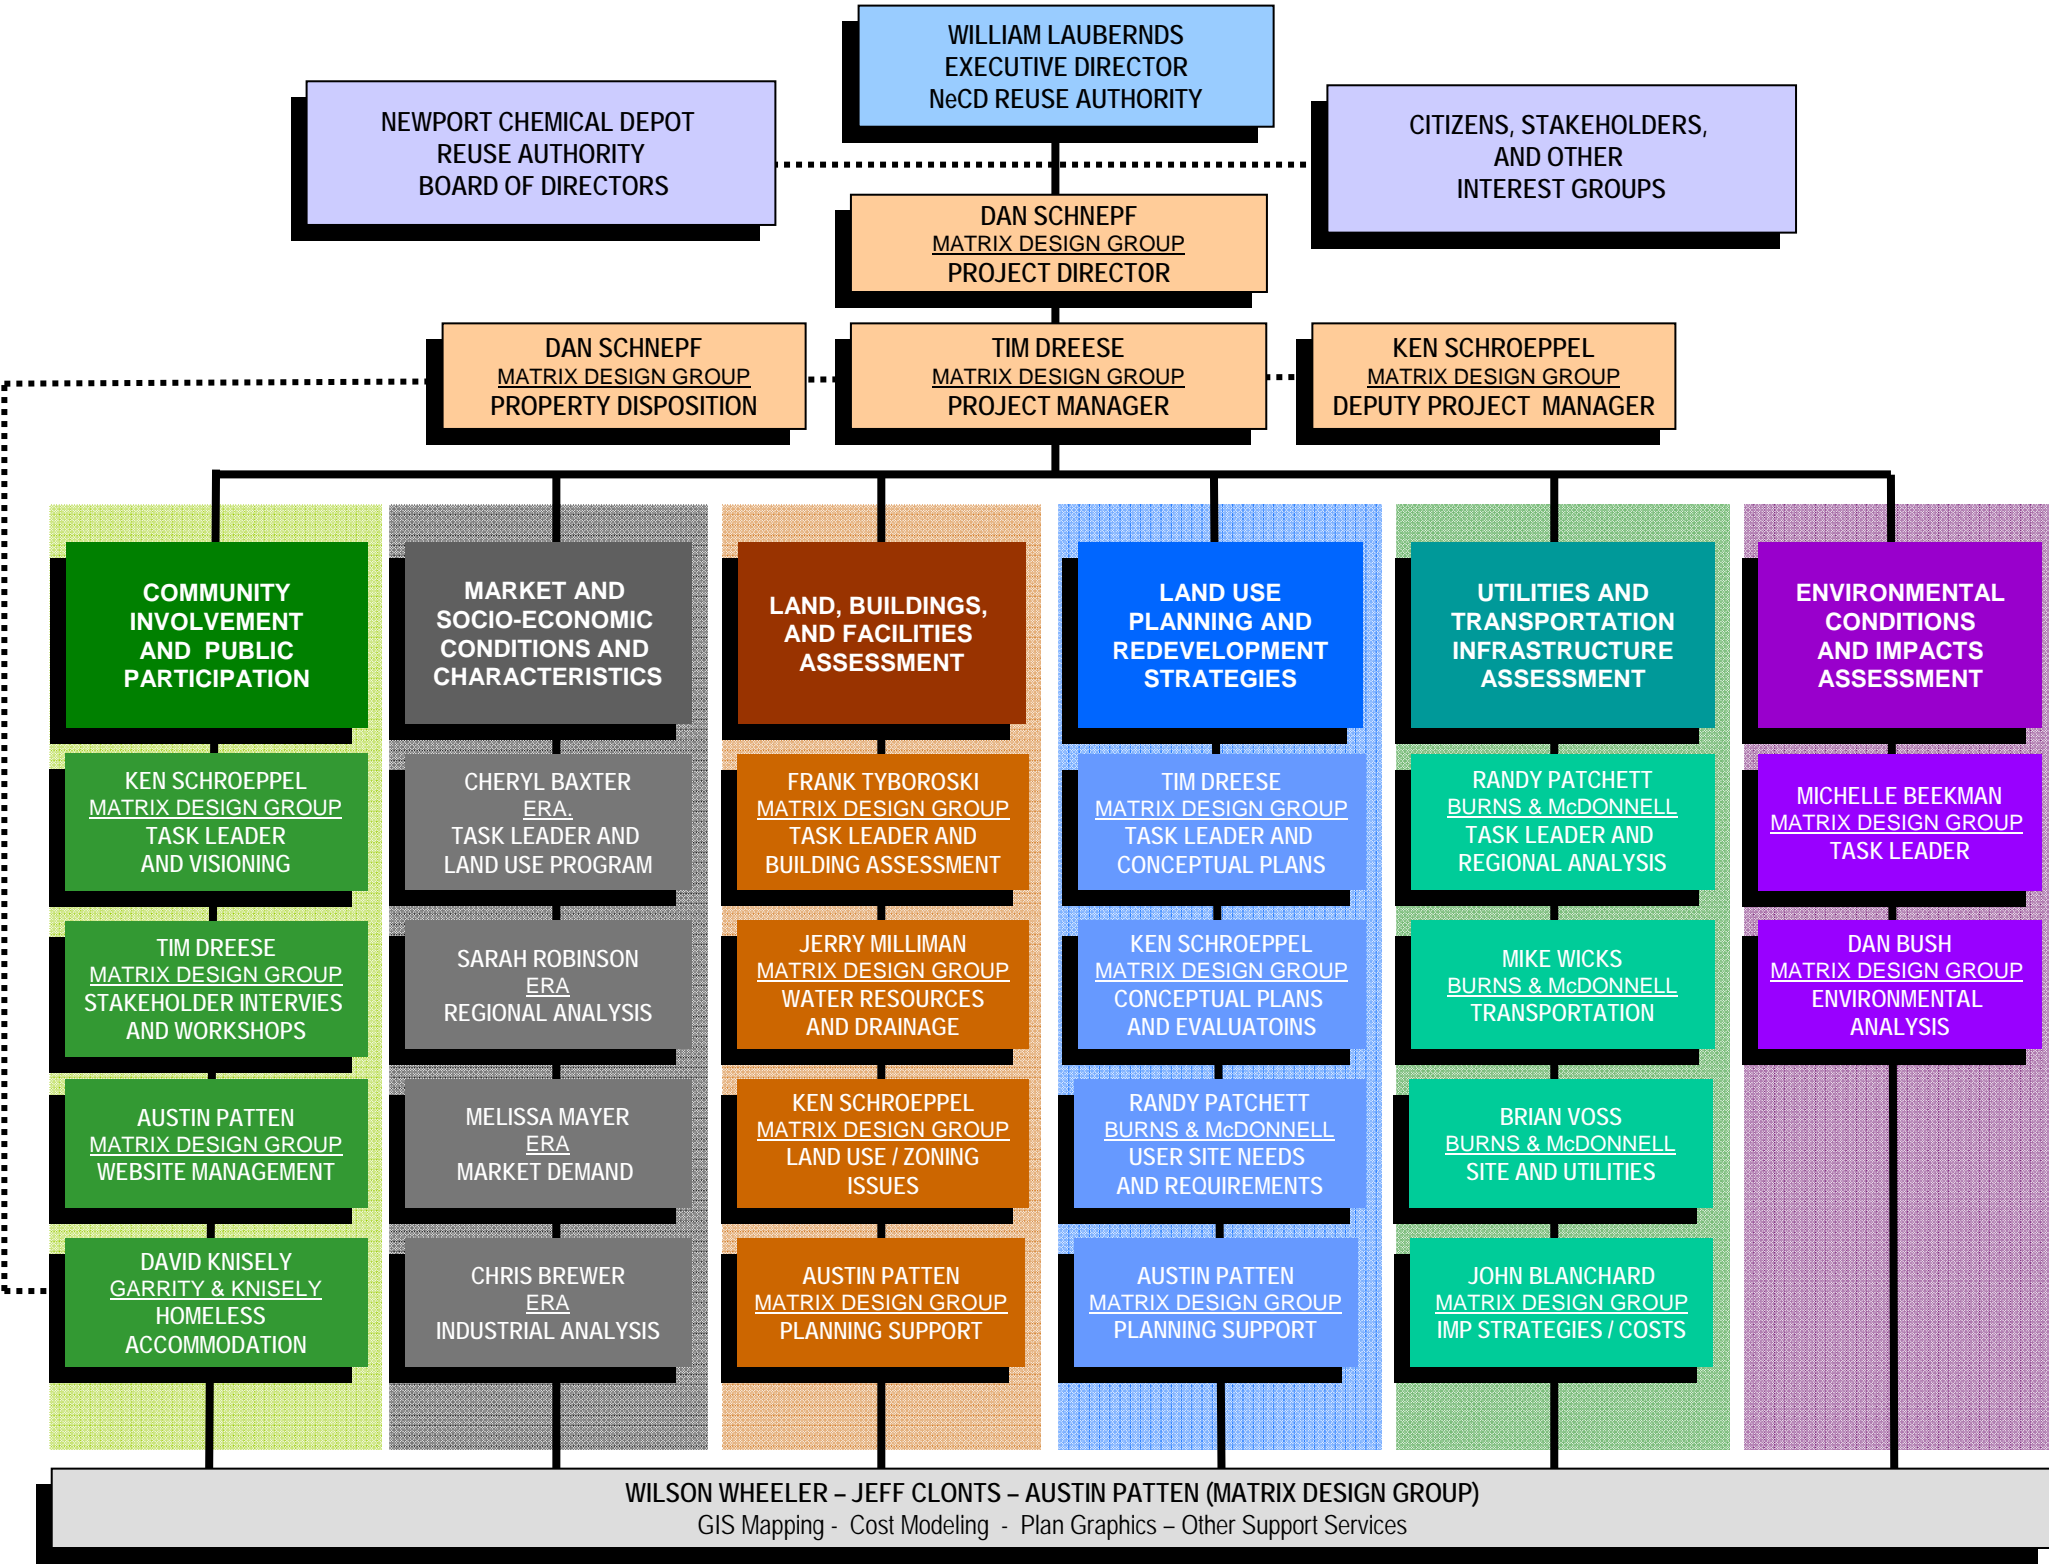 WILLIAM LAUBERNDS
EXECUTIVE DIRECTOR
NeCD REUSE AUTHORITY
NEWPORT CHEMICAL DEPOT
REUSE AUTHORITY
BOARD OF DIRECTORS
CITIZENS, STAKEHOLDERS,
AND OTHER
INTEREST GROUPS
DAN SCHNEPF
MATRIX DESIGN GROUP
PROJECT DIRECTOR
DAN SCHNEPF
MATRIX DESIGN GROUP
PROPERTY DISPOSITION
TIM DREESE
MATRIX DESIGN GROUP
PROJECT MANAGER
KEN SCHROEPPEL
MATRIX DESIGN GROUP
DEPUTY PROJECT MANAGER
COMMUNITY
INVOLVEMENT
AND PUBLIC
PARTICIPATION
KEN SCHROEPPEL
MATRIX DESIGN GROUP
TASK LEADER
AND VISIONING
TIM DREESE
MATRIX DESIGN GROUP
STAKEHOLDER INTERVIES
AND WORKSHOPS
AUSTIN PATTEN
MATRIX DESIGN GROUP
WEBSITE MANAGEMENT
DAVID KNISELY
GARRITY & KNISELY
HOMELESS
ACCOMMODATION
MARKET AND
SOCIO-ECONOMIC
CONDITIONS AND
CHARACTERISTICS
CHERYL BAXTER
ERA.
TASK LEADER AND
LAND USE PROGRAM
SARAH ROBINSON
ERA
REGIONAL ANALYSIS
MELISSA MAYER
ERA
MARKET DEMAND
CHRIS BREWER
ERA
INDUSTRIAL ANALYSIS
LAND, BUILDINGS,
AND FACILITIES
ASSESSMENT
FRANK TYBOROSKI
MATRIX DESIGN GROUP
TASK LEADER AND
BUILDING ASSESSMENT
JERRY MILLIMAN
MATRIX DESIGN GROUP
WATER RESOURCES
AND DRAINAGE
KEN SCHROEPPEL
MATRIX DESIGN GROUP
LAND USE / ZONING
ISSUES
AUSTIN PATTEN
MATRIX DESIGN GROUP
PLANNING SUPPORT
LAND USE
PLANNING AND
REDEVELOPMENT
STRATEGIES
TIM DREESE
MATRIX DESIGN GROUP
TASK LEADER AND
CONCEPTUAL PLANS
KEN SCHROEPPEL
MATRIX DESIGN GROUP
CONCEPTUAL PLANS
AND EVALUATOINS
RANDY PATCHETT
BURNS & McDONNELL
USER SITE NEEDS
AND REQUIREMENTS
AUSTIN PATTEN
MATRIX DESIGN GROUP
PLANNING SUPPORT
UTILITIES AND
TRANSPORTATION
INFRASTRUCTURE
ASSESSMENT
RANDY PATCHETT
BURNS & McDONNELL
TASK LEADER AND
REGIONAL ANALYSIS
MIKE WICKS
BURNS & McDONNELL
TRANSPORTATION
BRIAN VOSS
BURNS & McDONNELL
SITE AND UTILITIES
JOHN BLANCHARD
MATRIX DESIGN GROUP
IMP STRATEGIES / COSTS
ENVIRONMENTAL
CONDITIONS
AND IMPACTS
ASSESSMENT
MICHELLE BEEKMAN
MATRIX DESIGN GROUP
TASK LEADER
DAN BUSH
MATRIX DESIGN GROUP
ENVIRONMENTAL
ANALYSIS
WILSON WHEELER – JEFF CLONTS – AUSTIN PATTEN (MATRIX DESIGN GROUP)
GIS Mapping - Cost Modeling - Plan Graphics – Other Support Services